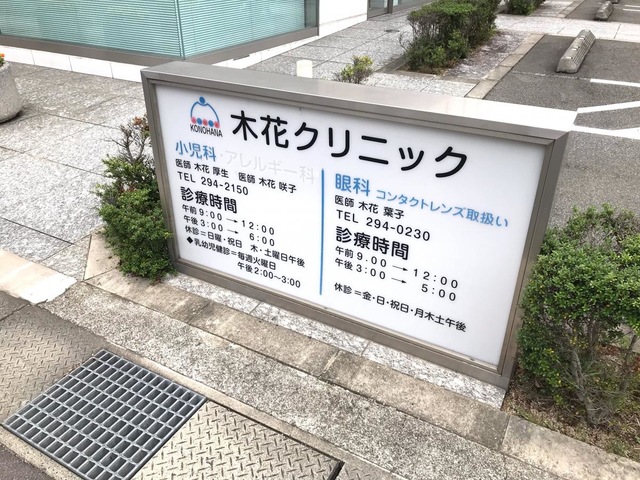 KONOHANA
木花クリニック
小児科・アレルギー科
医師 木花 厚生 医師 木花 咲子
TEL 294-2150
診療時間
午前 9:00 → 12:00
午後 3:00 → 6:00
休診=日曜・祝日 木・土曜日午後
◆乳幼児健診=毎週火曜日
午後 2:00~3:00
眼科 コンタクトレンズ取扱い
医師 木花 葉子
TEL 294-0230
診療時間
午前 9:00 → 12:00
午後 3:00 → 5:00
休診=金・日・祝日・月木土午後